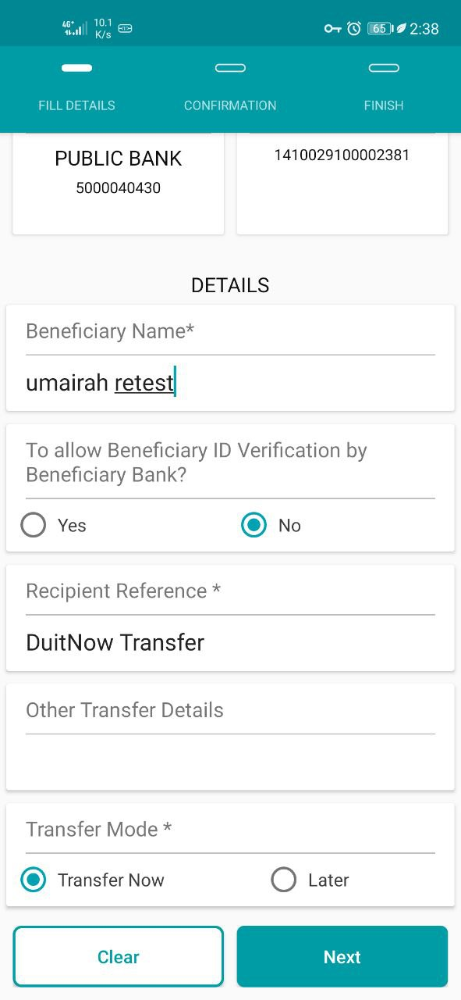 4G+ 10.1 K/s 65 2:38
FILL DETAILS CONFIRMATION FINISH
PUBLIC BANK
5000040430
1410029100002381
DETAILS
Beneficiary Name*
umairah retest
To allow Beneficiary ID Verification by
Beneficiary Bank?
Yes No
Recipient Reference *
DuitNow Transfer
Other Transfer Details
Transfer Mode *
Transfer Now Later
Clear Next